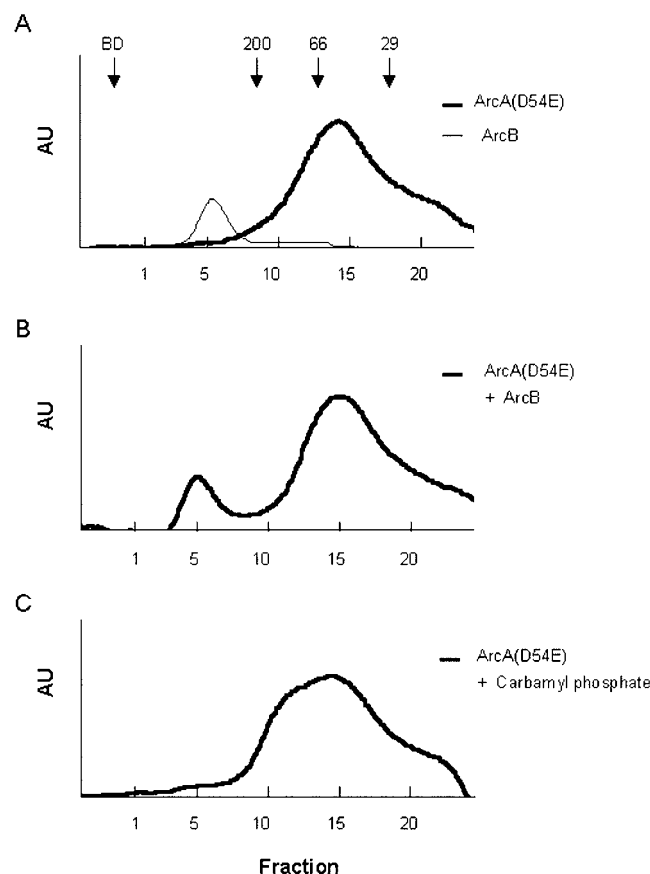 A
BD 200 66 29
AU
ArcA(D54E)
ArcB
1 5 10 15 20
B
AU
ArcA(D54E)
+ ArcB
1 5 10 15 20
C
AU
ArcA(D54E)
+ Carbamyl phosphate
1 5 10 15 20
Fraction